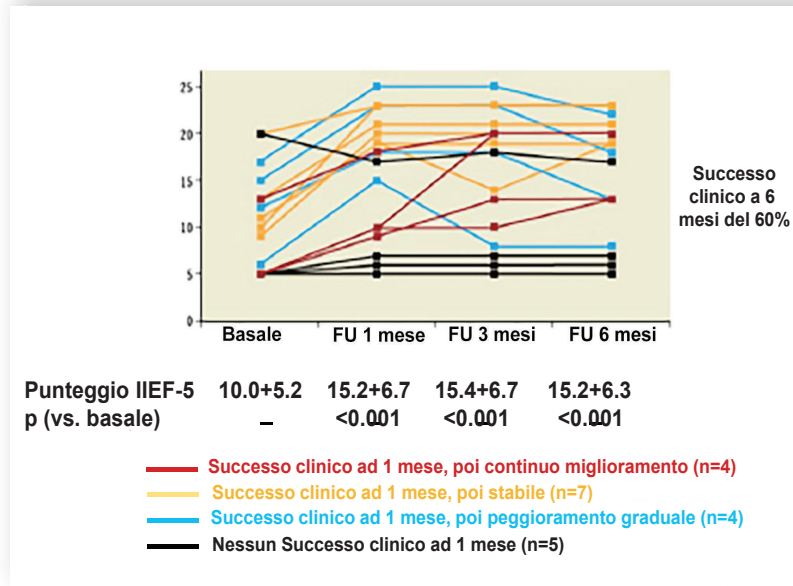 25
20
15
10
5
0
Successo
clinico a 6
mesi del 60%
Basale FU 1 mese FU 3 mesi FU 6 mesi
Punteggio IIEF-5 10.0+5.2 15.2+6.7 15.4+6.7 15.2+6.3
p (vs. basale) – <0.001 <0.001 <0.001
Successo clinico ad 1 mese, poi continuo miglioramento (n=4)
Successo clinico ad 1 mese, poi stabile (n=7)
Successo clinico ad 1 mese, poi peggioramento graduale (n=4)
Nessun Successo clinico ad 1 mese (n=5)